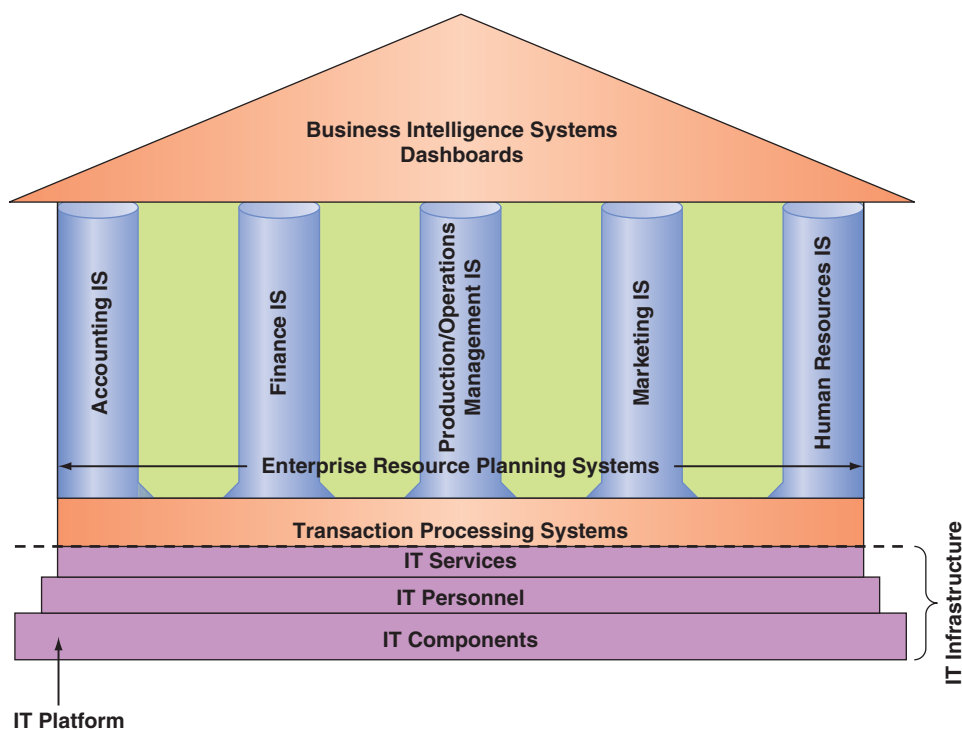 Business Intelligence Systems
Dashboards
Accounting IS
Finance IS
Production/Operations
Management IS
Marketing IS
Human Resources IS
Enterprise Resource Planning Systems
Transaction Processing Systems
IT Services
IT Personnel
IT Components
IT Infrastructure
IT Platform